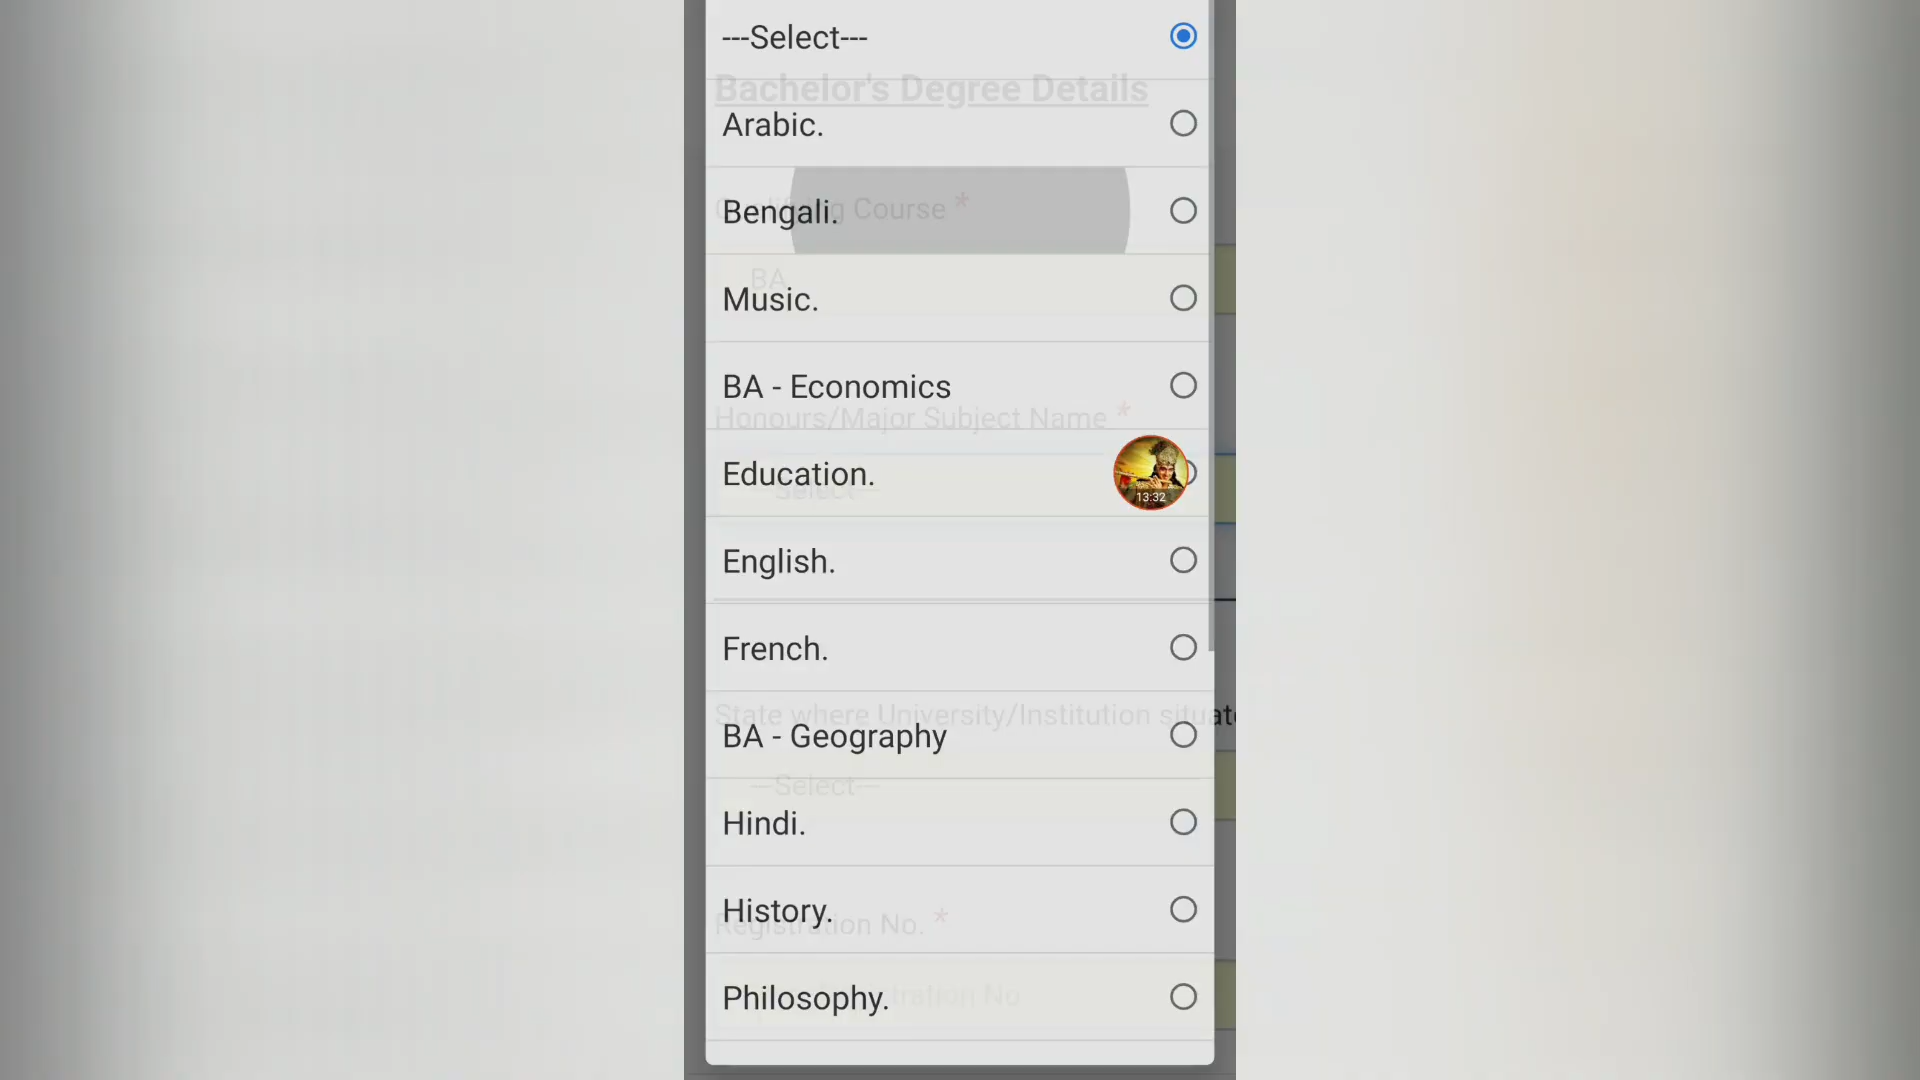 ---Select---
Bachelor's Degree Details
Arabic.
Course *
Bengali.
BA
Music.
BA - Economics
Honours/Major Subject Name *
Education.
---Select---
13:32
English.
French.
State where University/Institution
BA - Geography
---Select---
Hindi.
History.
Registration No. *
Philosophy.